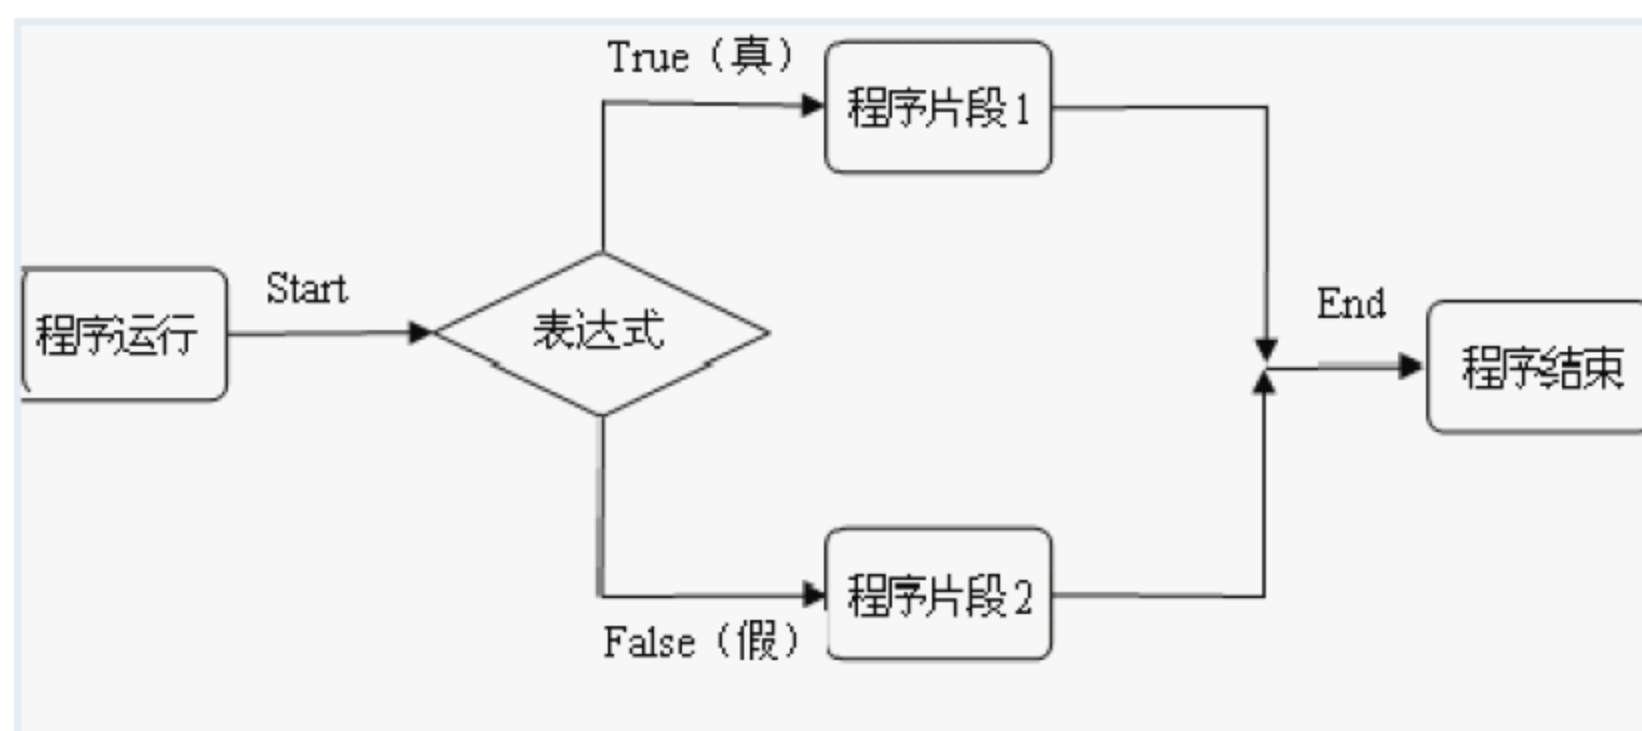 True（真）
程序片段1
程序运行
Start
表达式
End
程序结束
False（假）
程序片段2